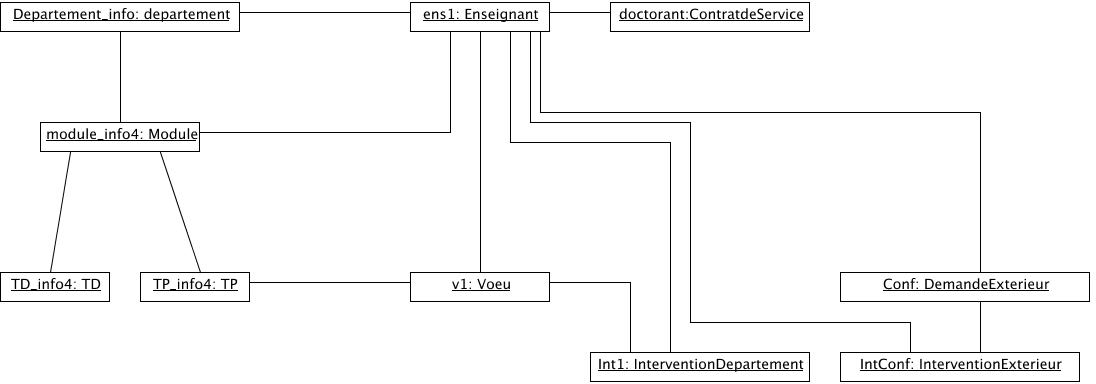 Departement_info: departement
ens1: Enseignant
doctorant:ContratdeService
module_info4: Module
TD_info4: TD
TP_info4: TP
v1: Voeu
Conf: DemandeExterieur
Int1: InterventionDepartement
IntConf: InterventionExterieur